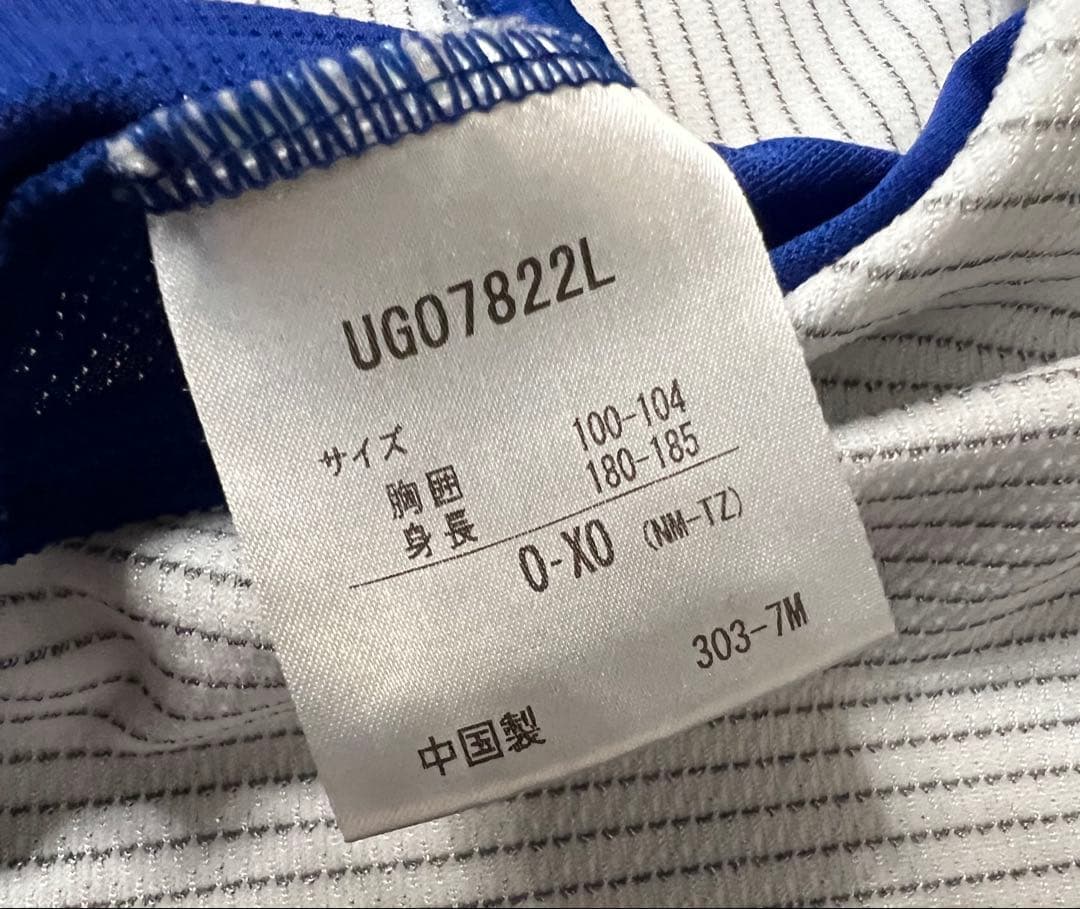 UG07822L
サイズ
胸囲 100-104
身長 180-185
O-XO (NM-TZ)
303-7M
中国製